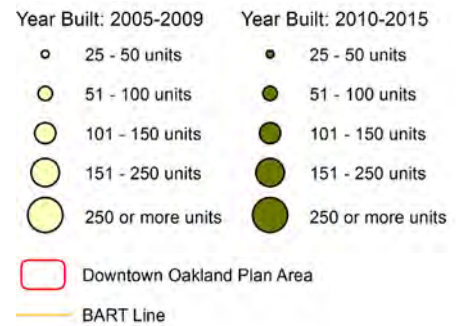 Year Built: 2005-2009 Year Built: 2010-2015
25 - 50 units 25 - 50 units
51 - 100 units 51 - 100 units
101 - 150 units 101 - 150 units
151 - 250 units 151 - 250 units
250 or more units 250 or more units
Downtown Oakland Plan Area
BART Line